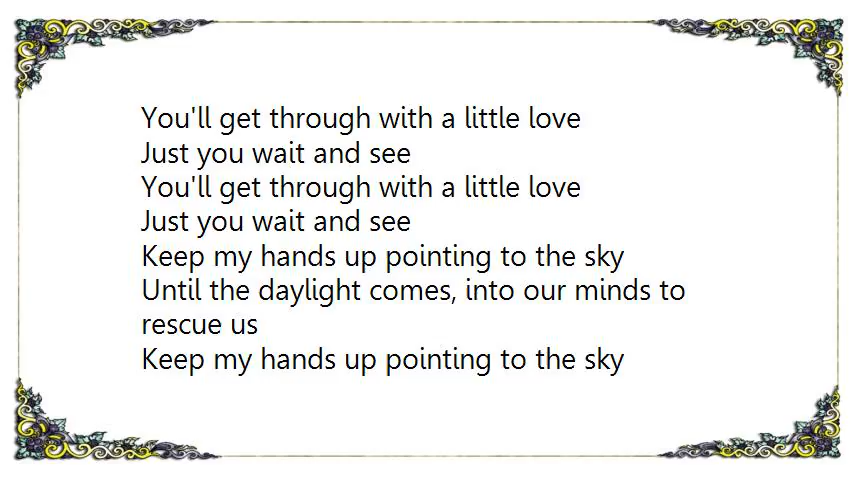 You'll get through with a little love
Just you wait and see
You'll get through with a little love
Just you wait and see
Keep my hands up pointing to the sky
Until the daylight comes, into our minds to
rescue us
Keep my hands up pointing to the sky